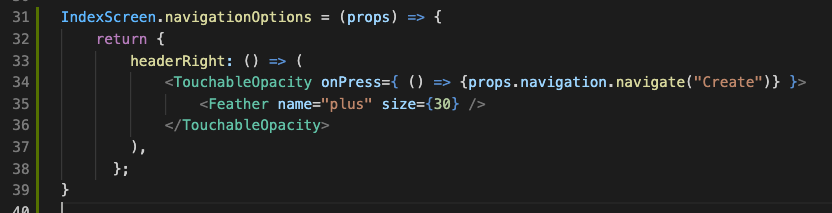 31 IndexScreen.navigationOptions = (props) => {
32 return {
33 headerRight: () => (
34 <TouchableOpacity onPress={ () => {props.navigation.navigate("Create")} }>
35 <Feather name="plus" size={30} />
36 </TouchableOpacity>
37 ),
38 };
39 }
40